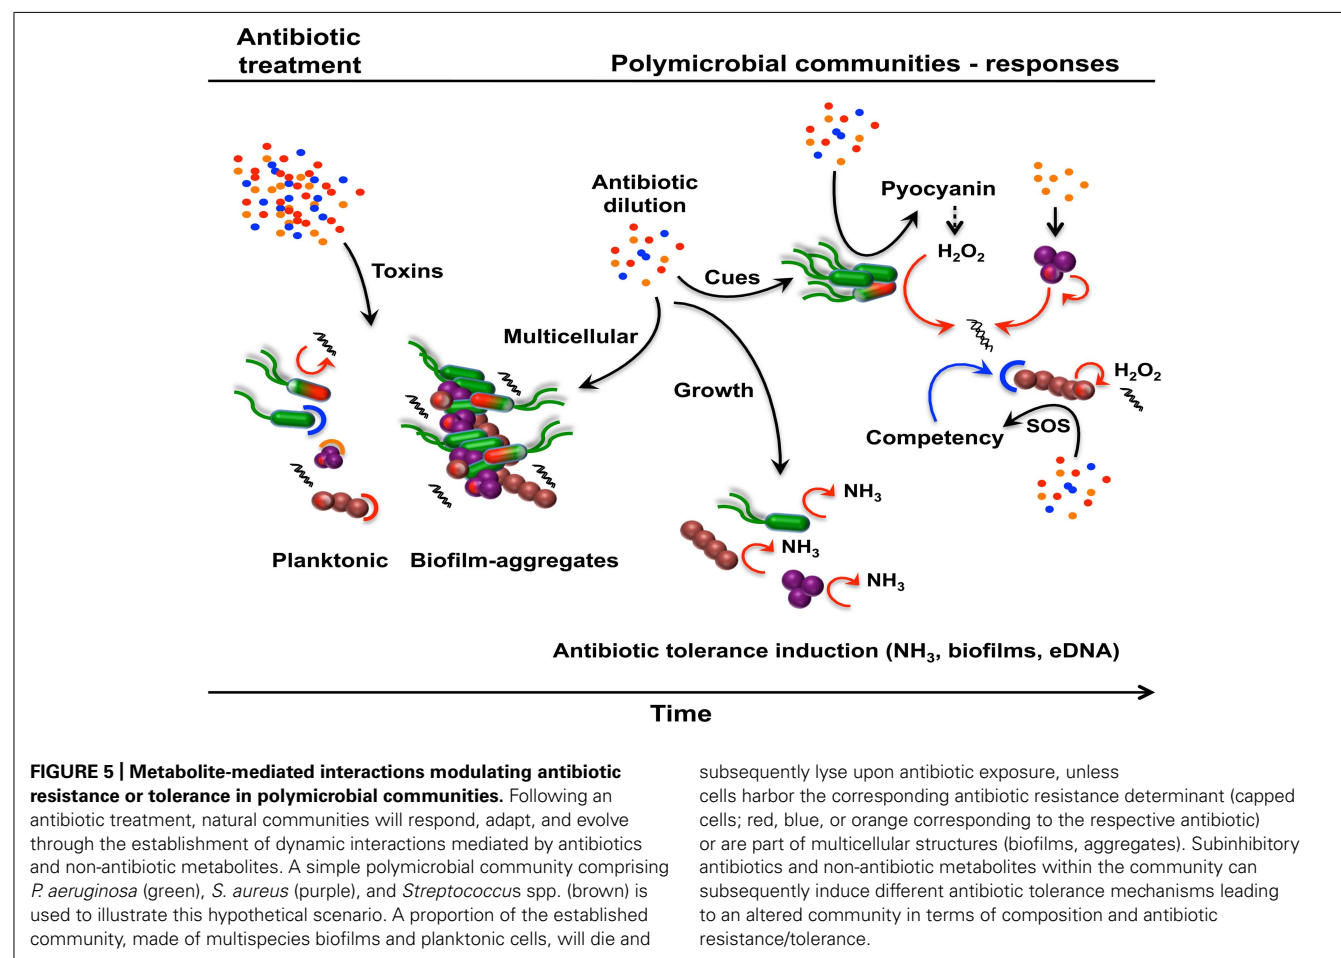 Antibiotic
treatment
Polymicrobial communities - responses
Antibiotic
dilution
Pyocyanin
H₂O₂
Toxins
Cues
Multicellular
Growth
H₂O₂
SOS
Competency
NH₃
NH₃
NH₃
Planktonic
Biofilm-aggregates
Antibiotic tolerance induction (NH₃, biofilms, eDNA)
Time
FIGURE 5 | Metabolite-mediated interactions modulating antibiotic
resistance or tolerance in polymicrobial communities. Following an
antibiotic treatment, natural communities will respond, adapt, and evolve
through the establishment of dynamic interactions mediated by antibiotics
and non-antibiotic metabolites. A simple polymicrobial community comprising
P. aeruginosa (green), S. aureus (purple), and Streptococcus spp. (brown) is
used to illustrate this hypothetical scenario. A proportion of the established
community, made of multispecies biofilms and planktonic cells, will die and
subsequently lyse upon antibiotic exposure, unless
cells harbor the corresponding antibiotic resistance determinant (capped
cells; red, blue, or orange corresponding to the respective antibiotic)
or are part of multicellular structures (biofilms, aggregates). Subinhibitory
antibiotics and non-antibiotic metabolites within the community can
subsequently induce different antibiotic tolerance mechanisms leading
to an altered community in terms of composition and antibiotic
resistance/tolerance.